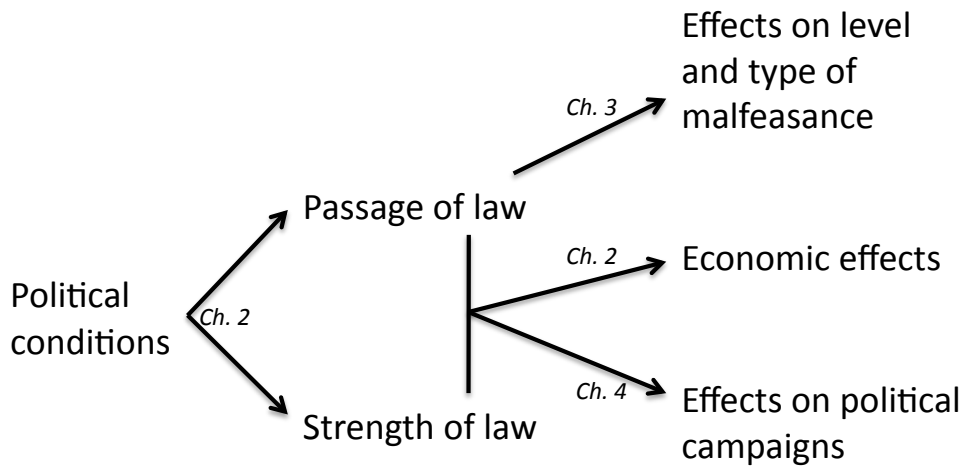 Effects on level
and type of
malfeasance
Ch. 3
Passage of law
Ch. 2
Economic effects
Political
conditions
Ch. 2
Ch. 4
Effects on political
campaigns
Strength of law